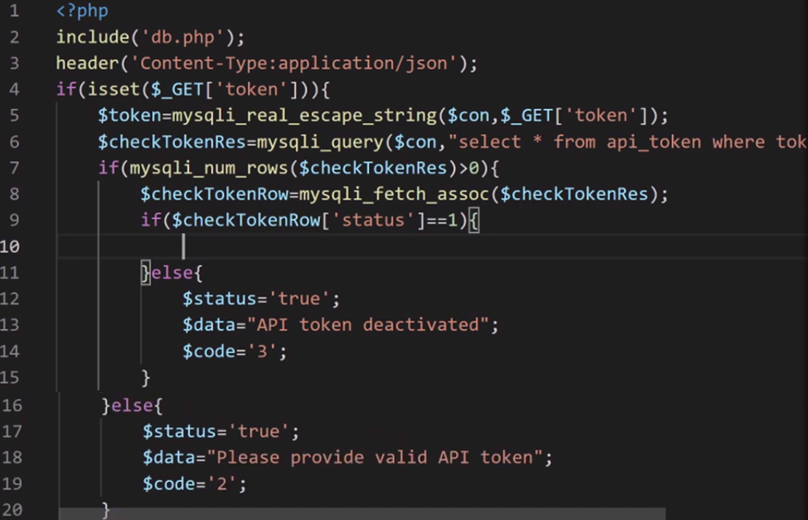 1 <?php
2 include('db.php');
3 header('Content-Type:application/json');
4 if(isset($_GET['token'])){
5 $token=mysqli_real_escape_string($con,$_GET['token']);
6 $checkTokenRes=mysqli_query($con,"select * from api_token where tok
7 if(mysqli_num_rows($checkTokenRes)>0){
8 $checkTokenRow=mysqli_fetch_assoc($checkTokenRes);
9 if($checkTokenRow['status']==1){
10
11 }else{
12 $status='true';
13 $data="API token deactivated";
14 $code='3';
15 }
16 }else{
17 $status='true';
18 $data="Please provide valid API token";
19 $code='2';
20 }